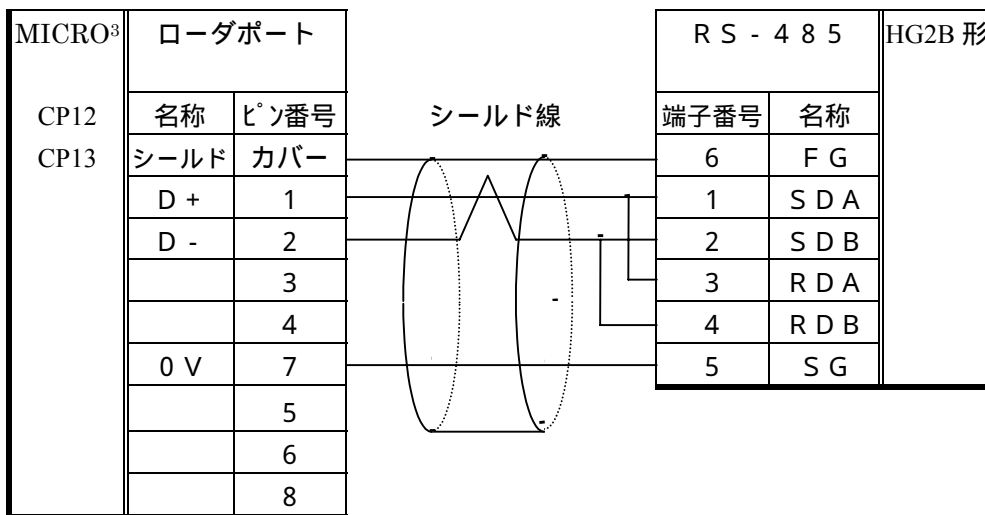 MICRO³ ローダポート RS-485 HG2B 形
CP12 名称 ピン番号 シールド線 端子番号 名称
CP13 シールド カバー 6 FG
D+ 1 1 SDA
D- 2 2 SDB
3 3 RDA
4 4 RDB
0V 7 5 SG
5
6
8